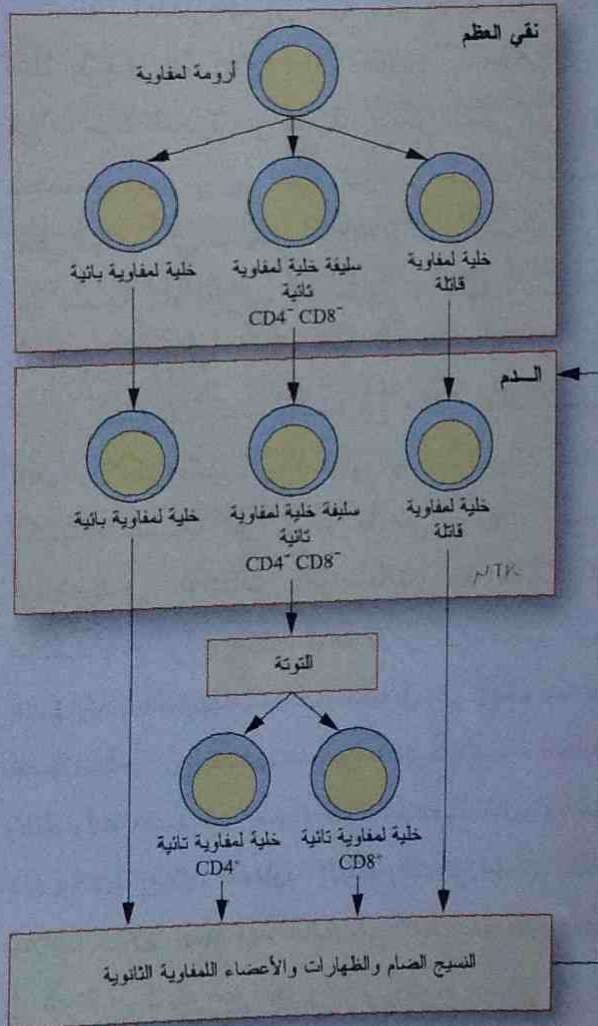 نقي العظم
أرومة لمفاوية
خلية لمفاوية
قاتلة
سليفة خلية لمفاوية
تائية
CD4⁻ CD8⁻
خلية لمفاوية بائية
الـــدم
خلية لمفاوية
قاتلة
سليفة خلية لمفاوية
تائية
CD4⁻ CD8⁻
خلية لمفاوية بائية
التوتة
خلية لمفاوية تائية
CD8⁺
خلية لمفاوية تائية
CD4⁺
النسيج الضام والظهارات والأعضاء اللمفاوية الثانوية